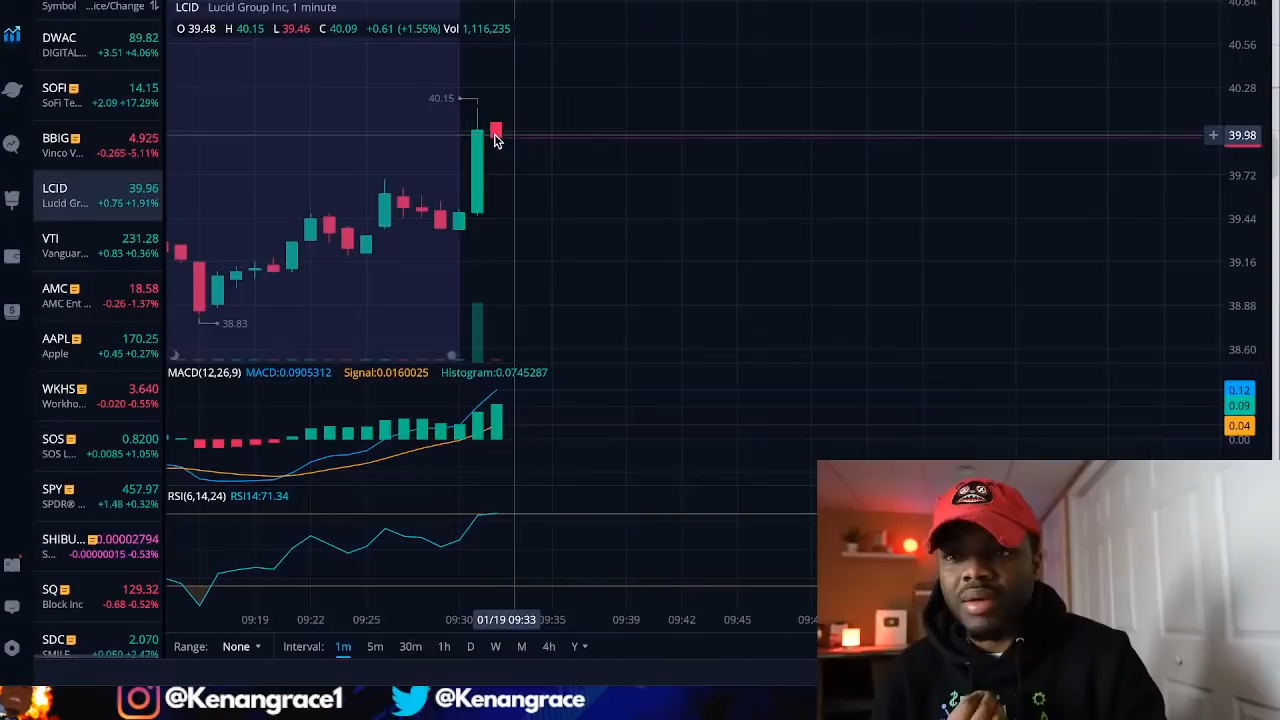 Symbol ...ice/Change
DWAC 89.82
DIGITAL... +3.51 +4.06%
SOFI 14.15
SoFi Te... +2.09 +17.29%
BBIG 4.925
Vinco V... -0.265 -5.11%
LCID 39.96
Lucid Gr... +0.75 +1.91%
VTI 231.28
Vanguar... +0.83 +0.36%
AMC 18.58
AMC Ent ... -0.26 -1.37%
AAPL 170.25
Apple +0.45 +0.27%
WKHS 3.640
Workho... -0.020 -0.55%
SOS 0.8200
SOS L... +0.0085 +1.05%
SPY 457.97
SPDR® ... +1.48 +0.32%
SHIBU... 0.00002794
S... -0.00000015 -0.53%
SQ 129.32
Block Inc -0.68 -0.52%
SDC 2.070
SMILE... +0.050 +2.47%
LCID Lucid Group Inc, 1 minute
O 39.48 H 40.15 L 39.46 C 40.09 +0.61 (+1.55%) Vol 1,116,235
40.15
38.83
40.84
40.56
40.28
39.98
39.72
39.44
39.16
38.88
38.60
MACD(12,26,9) MACD:0.0905312 Signal:0.0160025 Histogram:0.0745287
0.12
0.09
0.04
0.00
RSI(6,14,24) RSI14:71.34
09:19 09:22 09:25 09:30 01/19 09:33 09:35 09:39 09:42 09:45
Range: None Interval: 1m 5m 30m 1h D W M 4h Y
@Kenangrace1 @Kenangrace